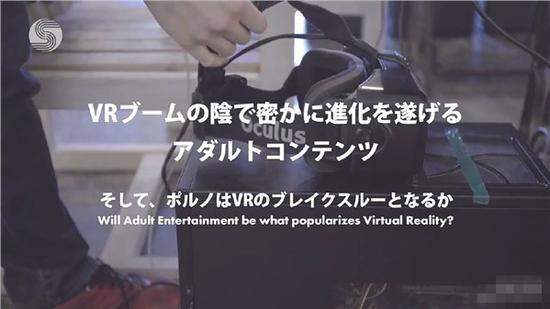 VRブームの陰で密かに進化を遂げる
Oculus
アダルトコンテンツ
そして、ポルノはVRのブレイクスルーとなるか
Will Adult Entertainment be what popularizes Virtual Reality?